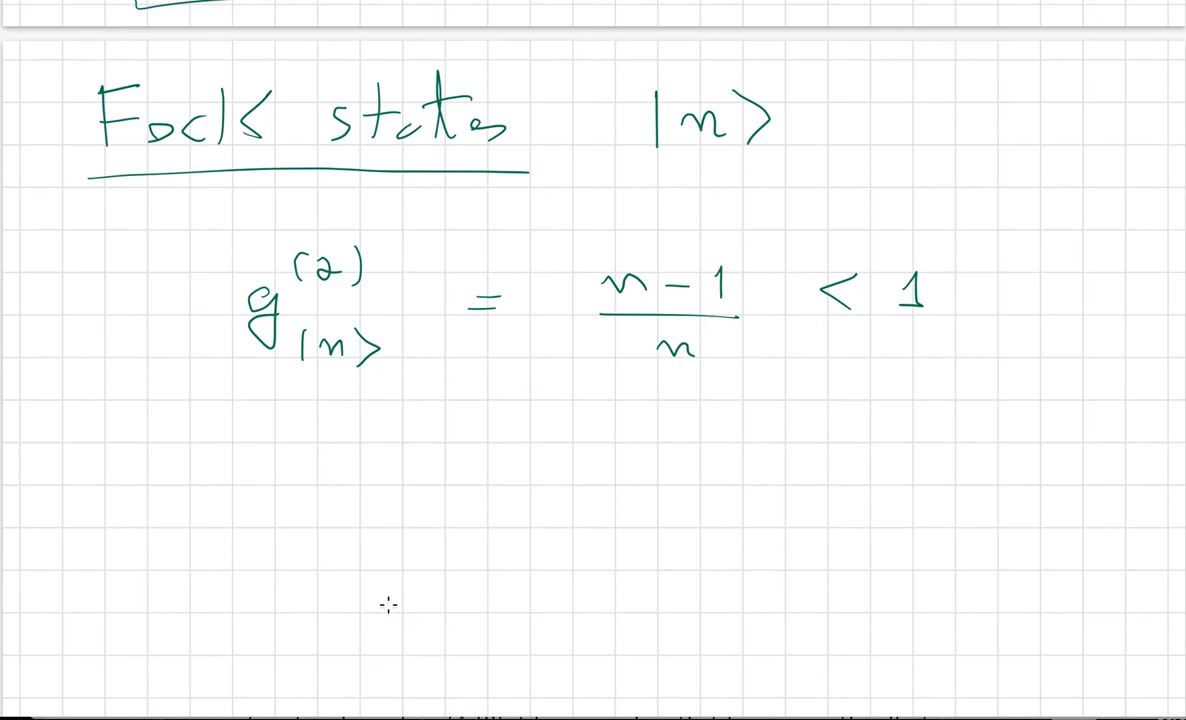 Fock states |n>
g^(2)_|n> = (n-1)/n < 1